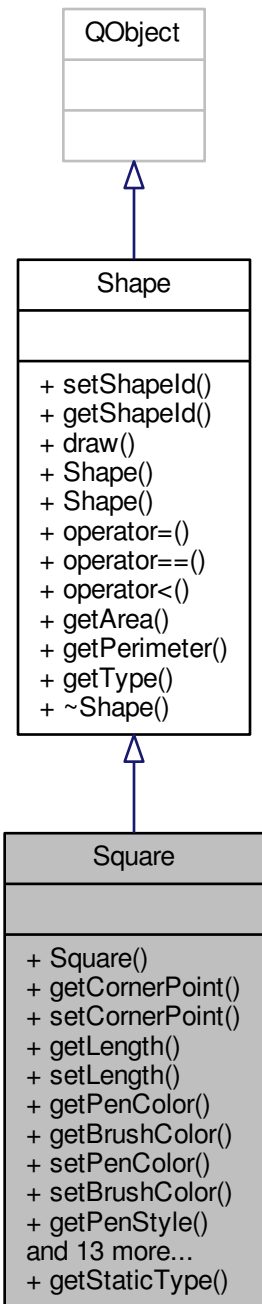 QObject
Shape
+ setShapeId()
+ getShapeId()
+ draw()
+ Shape()
+ Shape()
+ operator=()
+ operator==()
+ operator<()
+ getArea()
+ getPerimeter()
+ getType()
+ ~Shape()
Square
+ Square()
+ getCornerPoint()
+ setCornerPoint()
+ getLength()
+ setLength()
+ getPenColor()
+ getBrushColor()
+ setPenColor()
+ setBrushColor()
+ getPenStyle()
and 13 more...
+ getStaticType()